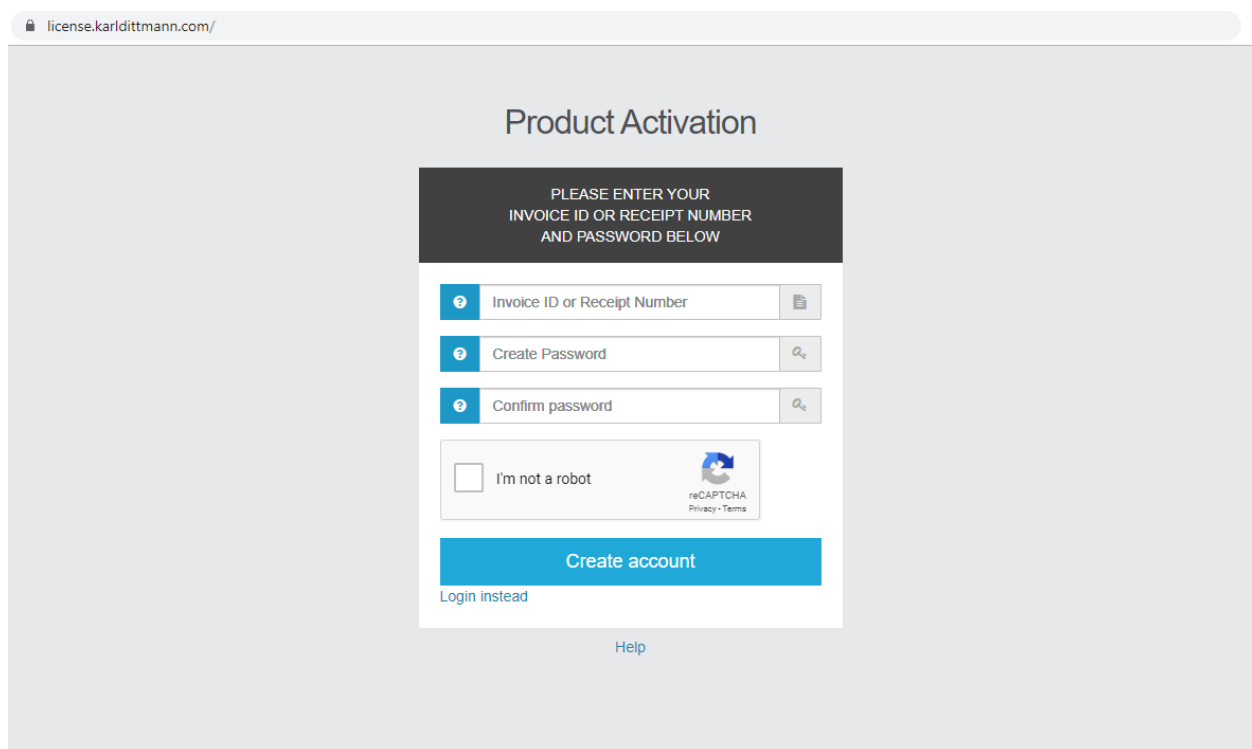 license.karldittmann.com/
Product Activation
PLEASE ENTER YOUR
INVOICE ID OR RECEIPT NUMBER
AND PASSWORD BELOW
Invoice ID or Receipt Number
Create Password
Confirm password
I'm not a robot
reCAPTCHA
Privacy - Terms
Create account
Login instead
Help